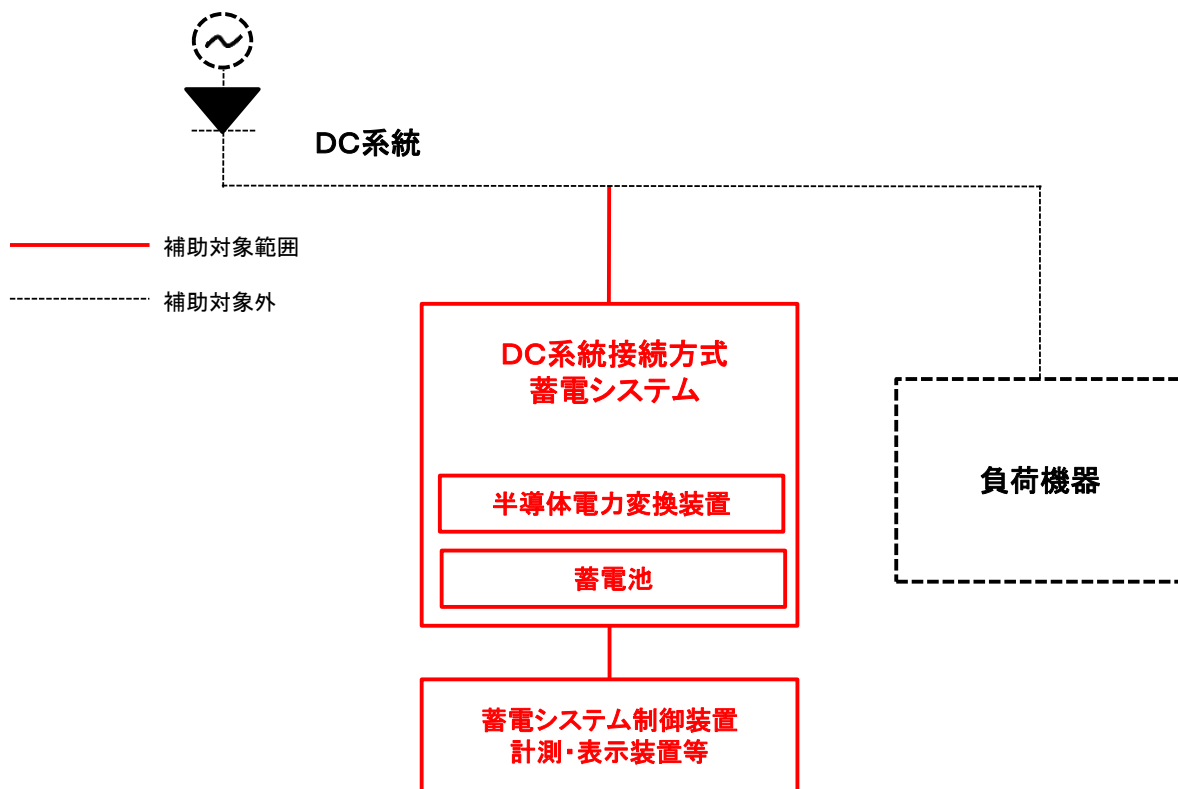 DC系統
補助対象範囲
補助対象外
DC系統接続方式
蓄電システム
半導体電力変換装置
蓄電池
負荷機器
蓄電システム制御装置
計測・表示装置等